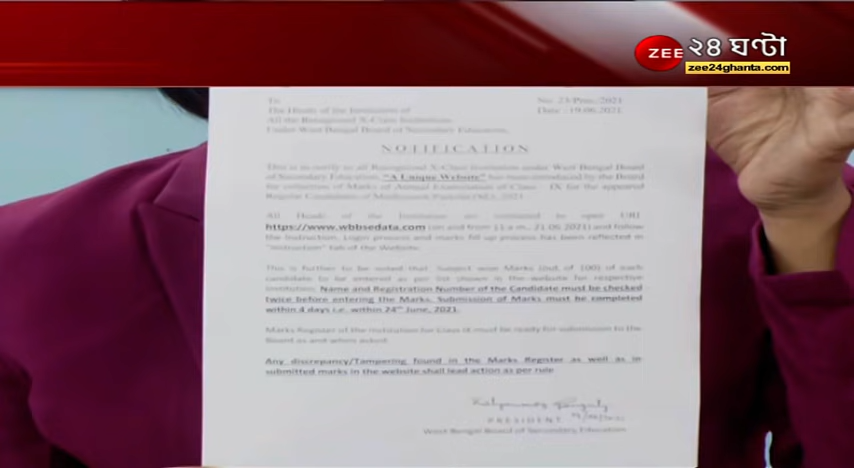 ZEE ২৪ ঘণ্টা
zee24ghanta.com
To
The Heads of the Institution of
All the Recognised X-Class Institutions
Under West Bengal Board of Secondary Education.
Date : 19.06.2021
NOTIFICATION
This is to notify to all Recognised X-Class Institution under West Bengal Board
of Secondary Education, "A Unique Website" has been introduced by the Board
for collection of Marks of Annual Examination of Class - IX for the appeared
Regular Candidates of Madhyamik Pariksha (SE), 2021
All Heads of the Institution are to open URL
https://www.wbbsedata.com (on and from 11a.m., 21.06.2021) and follow
the Instruction. Login process and marks fill up process has been reflected in
"instruction" tab of the Website.
This is further to be noted that Subject wise Marks (out of 100) of each
candidate to be entered as per list shown in the website for respective
institution. Name and Registration Number of the Candidate must be checked
twice before entering the Marks. Submission of Marks must be completed
within 4 days i.e. within 24th June, 2021.
Marks Register of the institution for Class IX must be ready for submission to the
Board as and when asked.
Any discrepancy/Tampering found in the Marks Register as well as in
submitted marks in the website shall lead action as per rule
PRESIDENT
West Bengal Board of Secondary Education